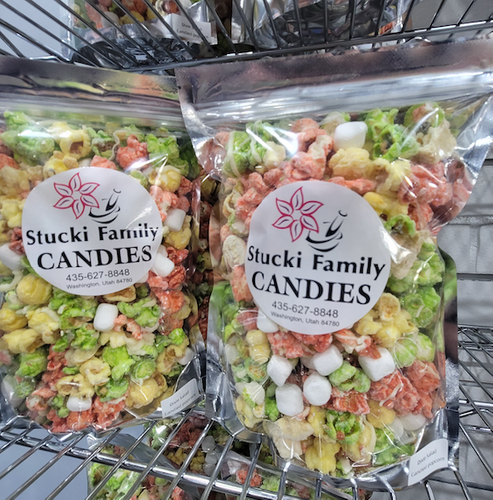 Stucki Family
CANDIES
435-627-8848
Washington, Utah 84780
Stucki Family
CANDIES
435-627-8848
Washington, Utah 84780